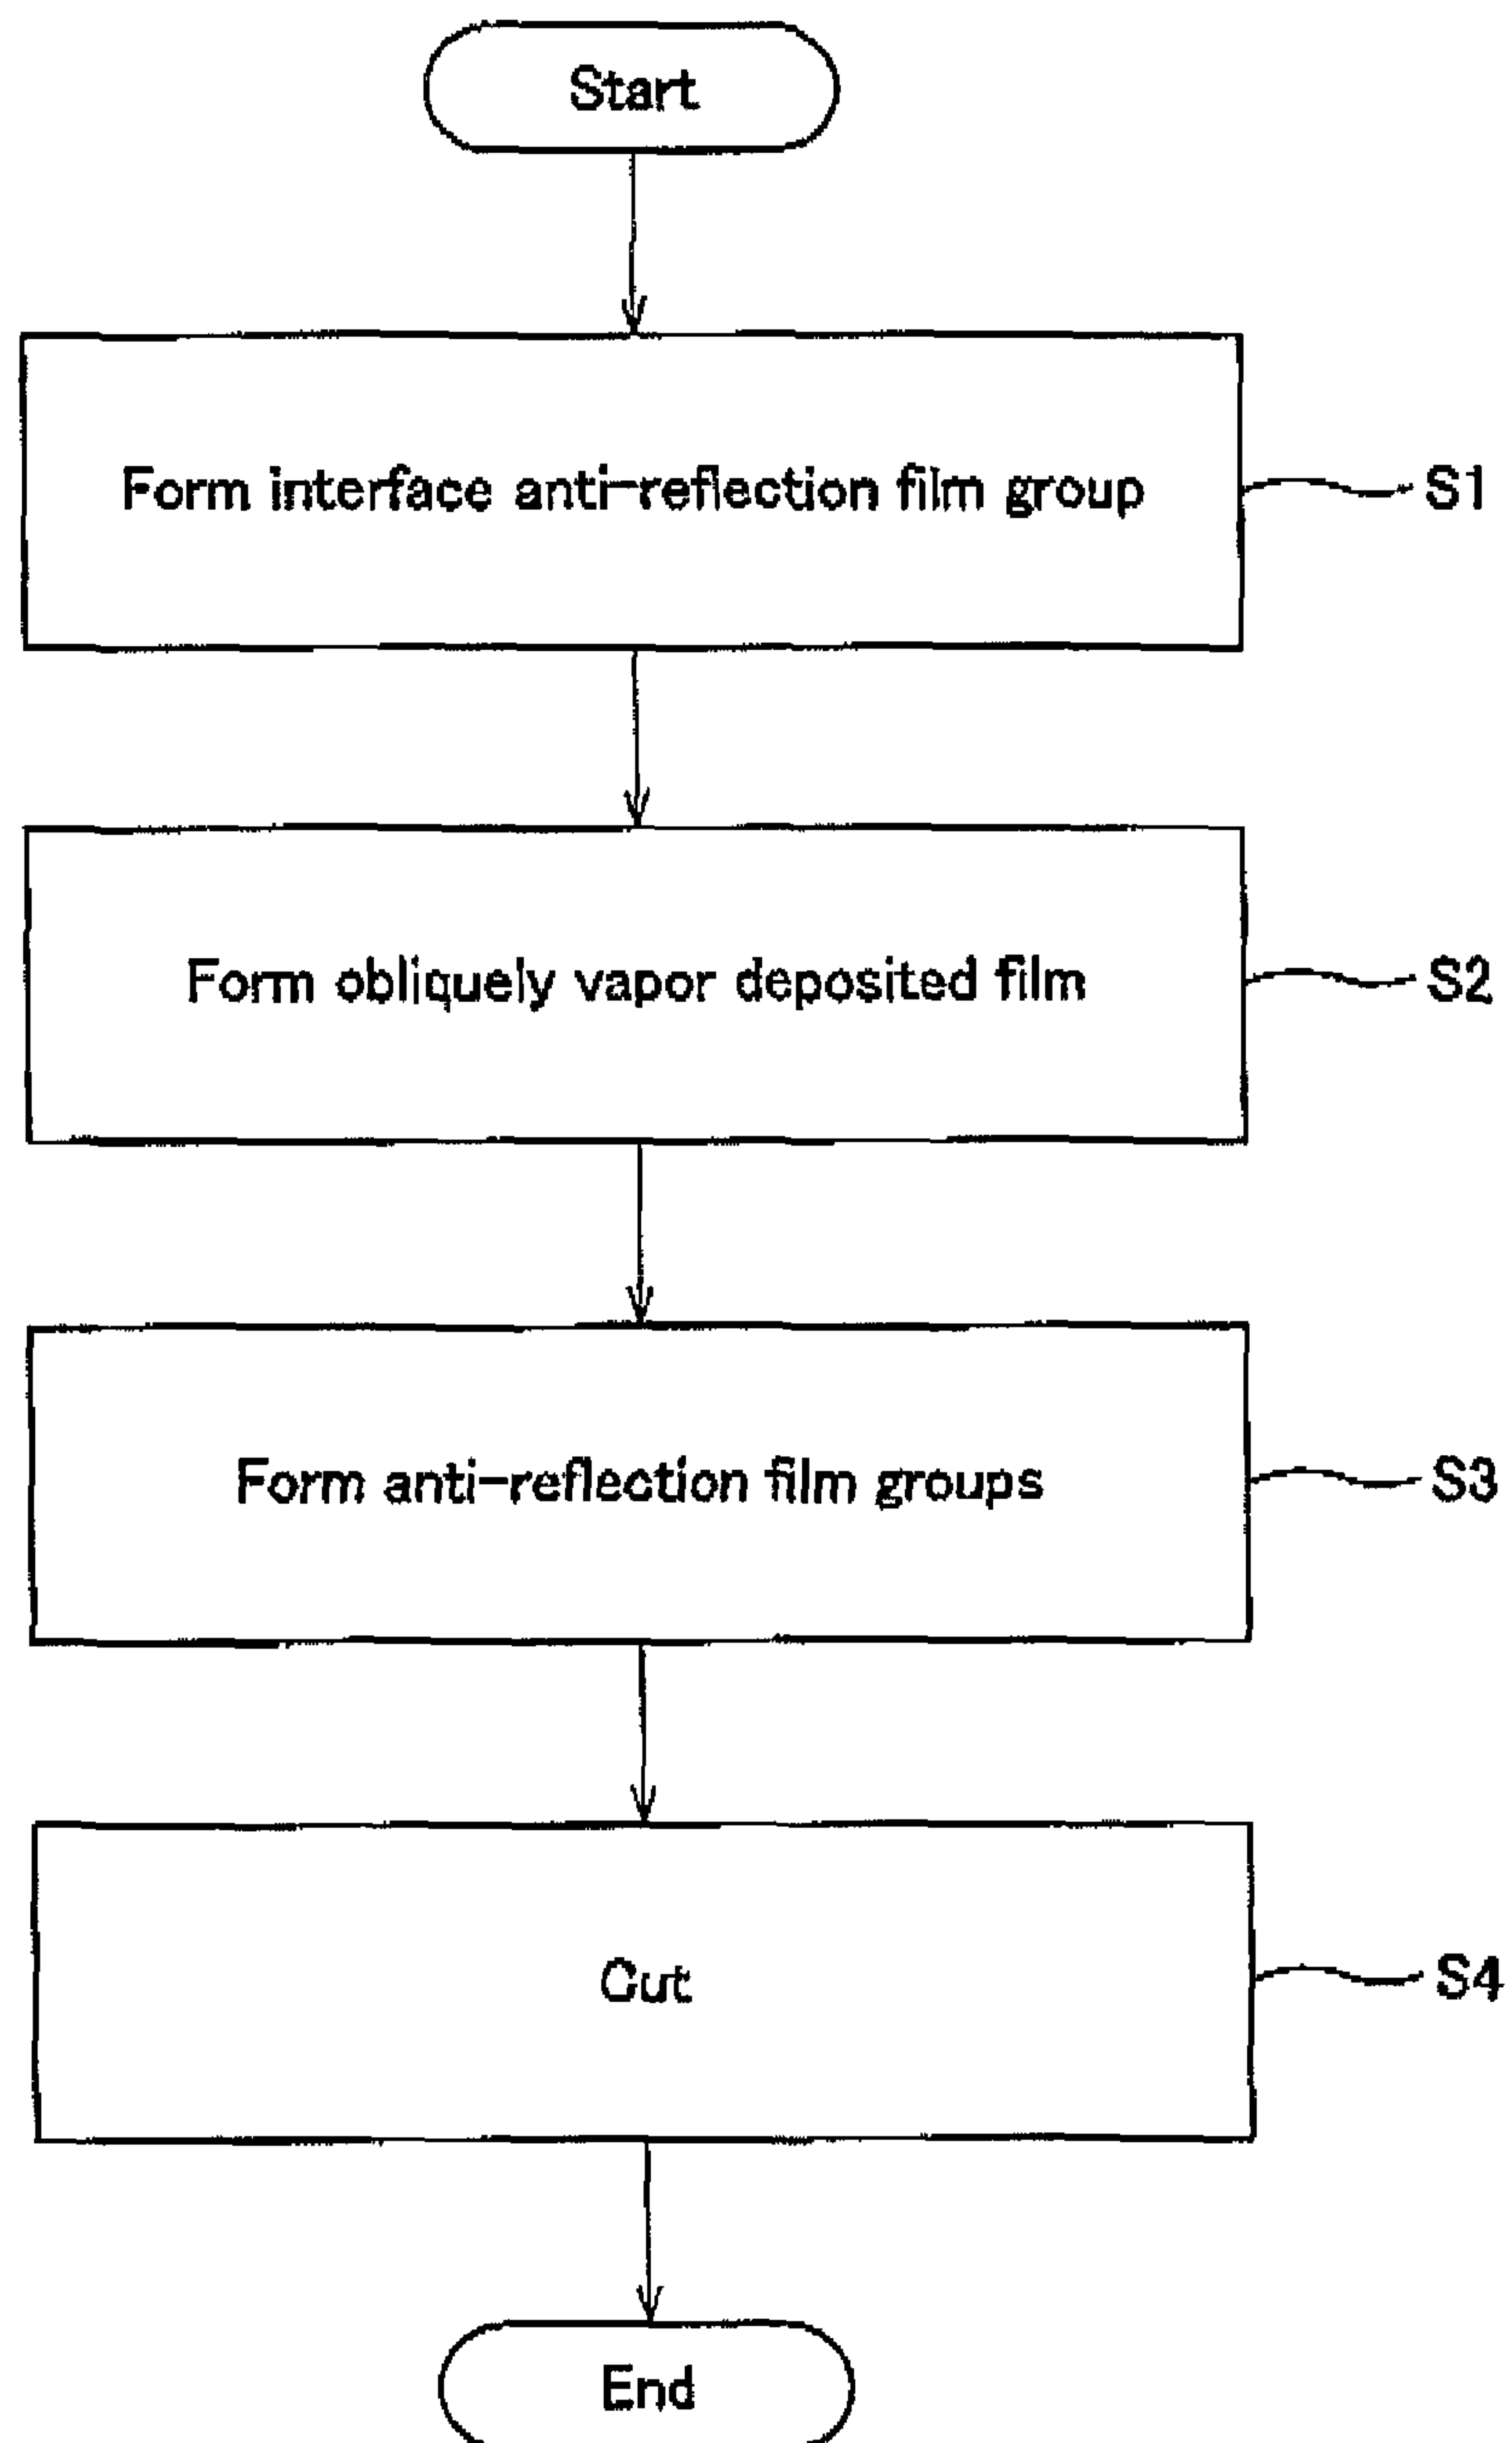 Start
Form interface anti-reflection film group
S1
Form obliquely vapor deposited film
S2
Form anti-reflection film groups
S3
Cut
S4
End